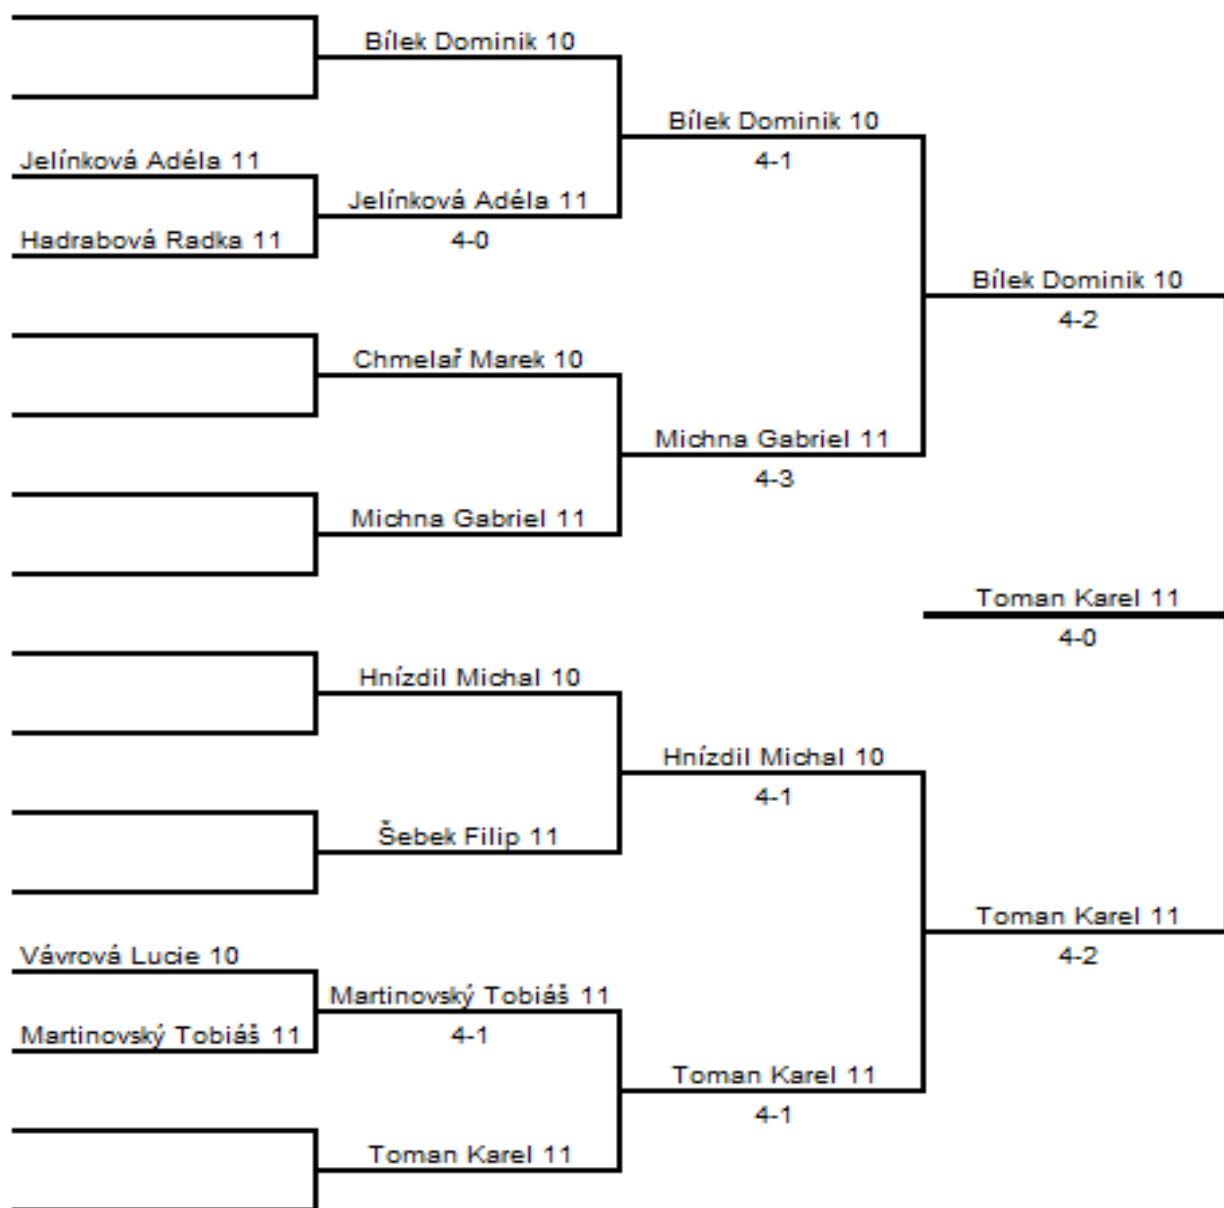 Bílek Dominik 10
Bílek Dominik 10
4-1
Jelínková Adéla 11
Jelínková Adéla 11
4-0
Hadrabová Radka 11
Bílek Dominik 10
4-2
Chmelař Marek 10
Michna Gabriel 11
4-3
Michna Gabriel 11
Toman Karel 11
4-0
Hnízdil Michal 10
Hnízdil Michal 10
4-1
Šebek Filip 11
Toman Karel 11
4-2
Vávrová Lucie 10
Martinovský Tobiáš 11
4-1
Martinovský Tobiáš 11
Toman Karel 11
4-1
Toman Karel 11